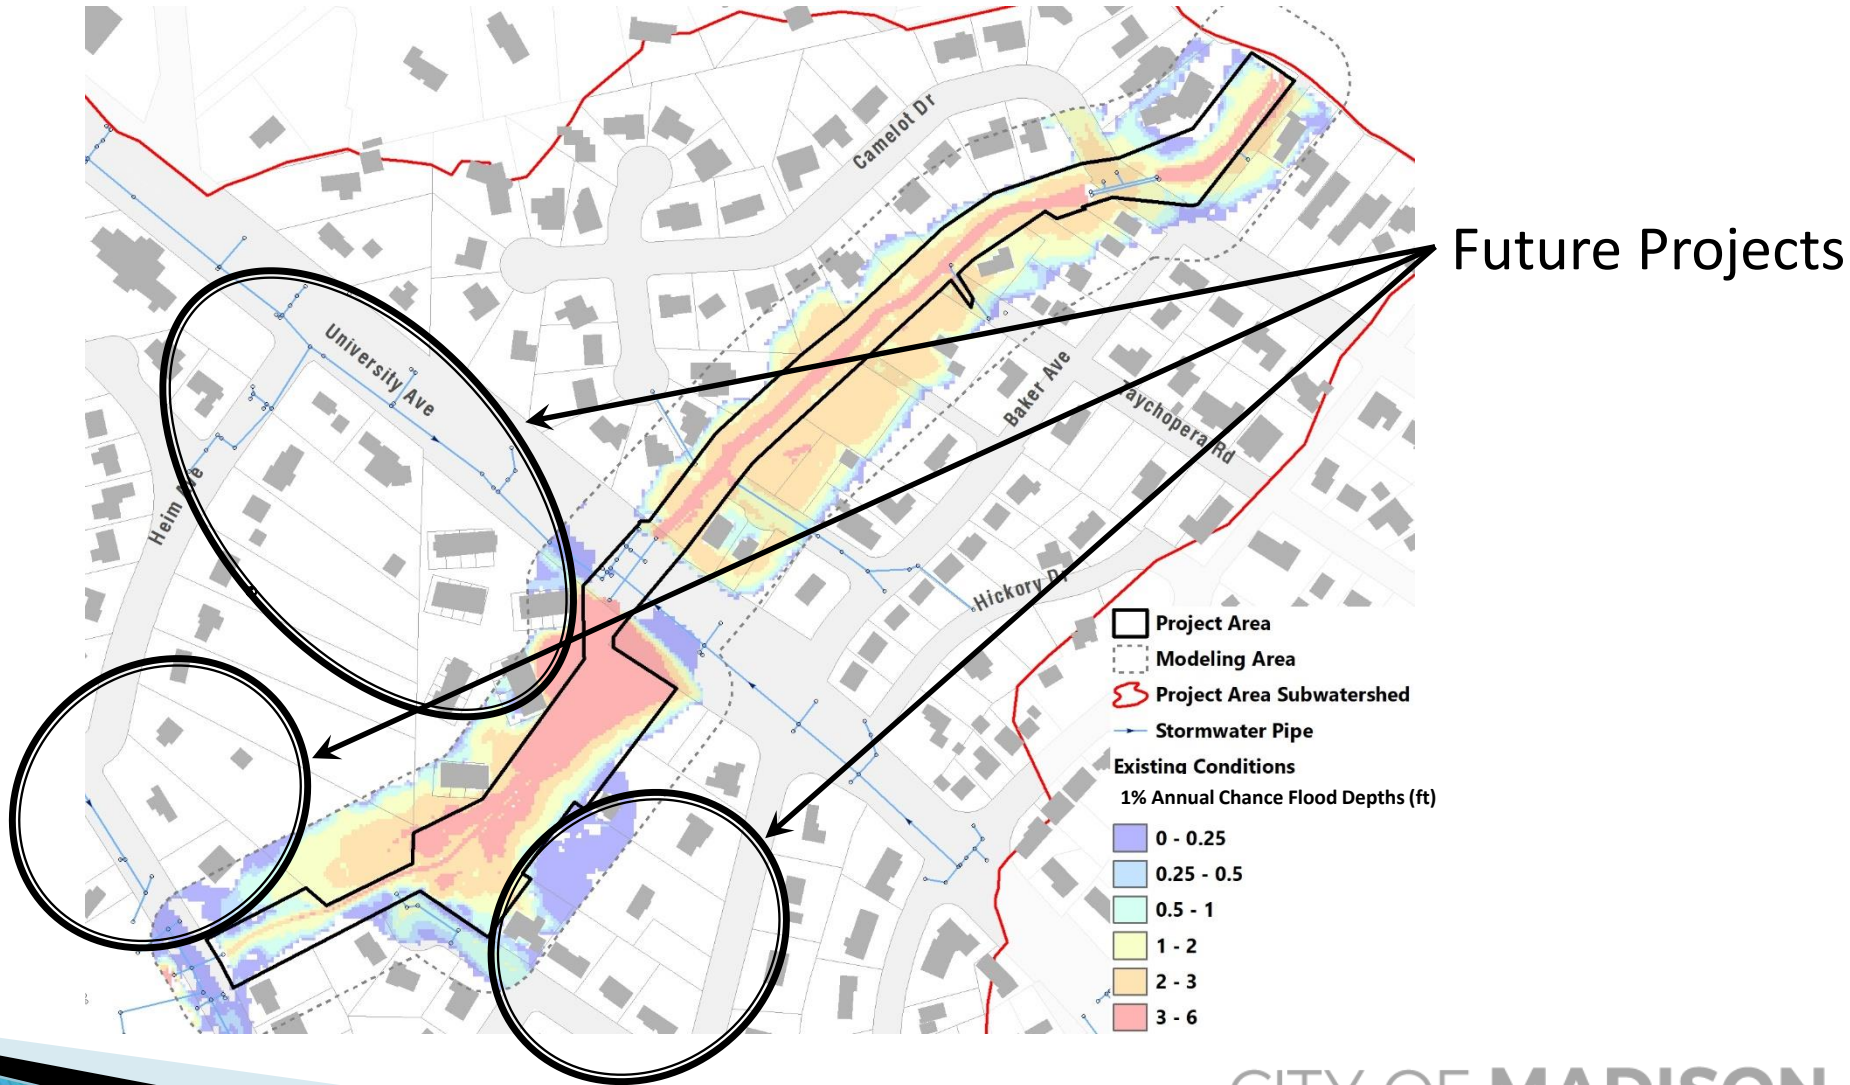 Camelot Dr
Future Projects
University Ave
Baker Ave
Taychopera Rd
Heim Ave
Hickory Dr
Project Area
Modeling Area
Project Area Subwatershed
Stormwater Pipe
Existing Conditions
1% Annual Chance Flood Depths (ft)
0 - 0.25
0.25 - 0.5
0.5 - 1
1 - 2
2 - 3
3 - 6
CITY OF MADISON